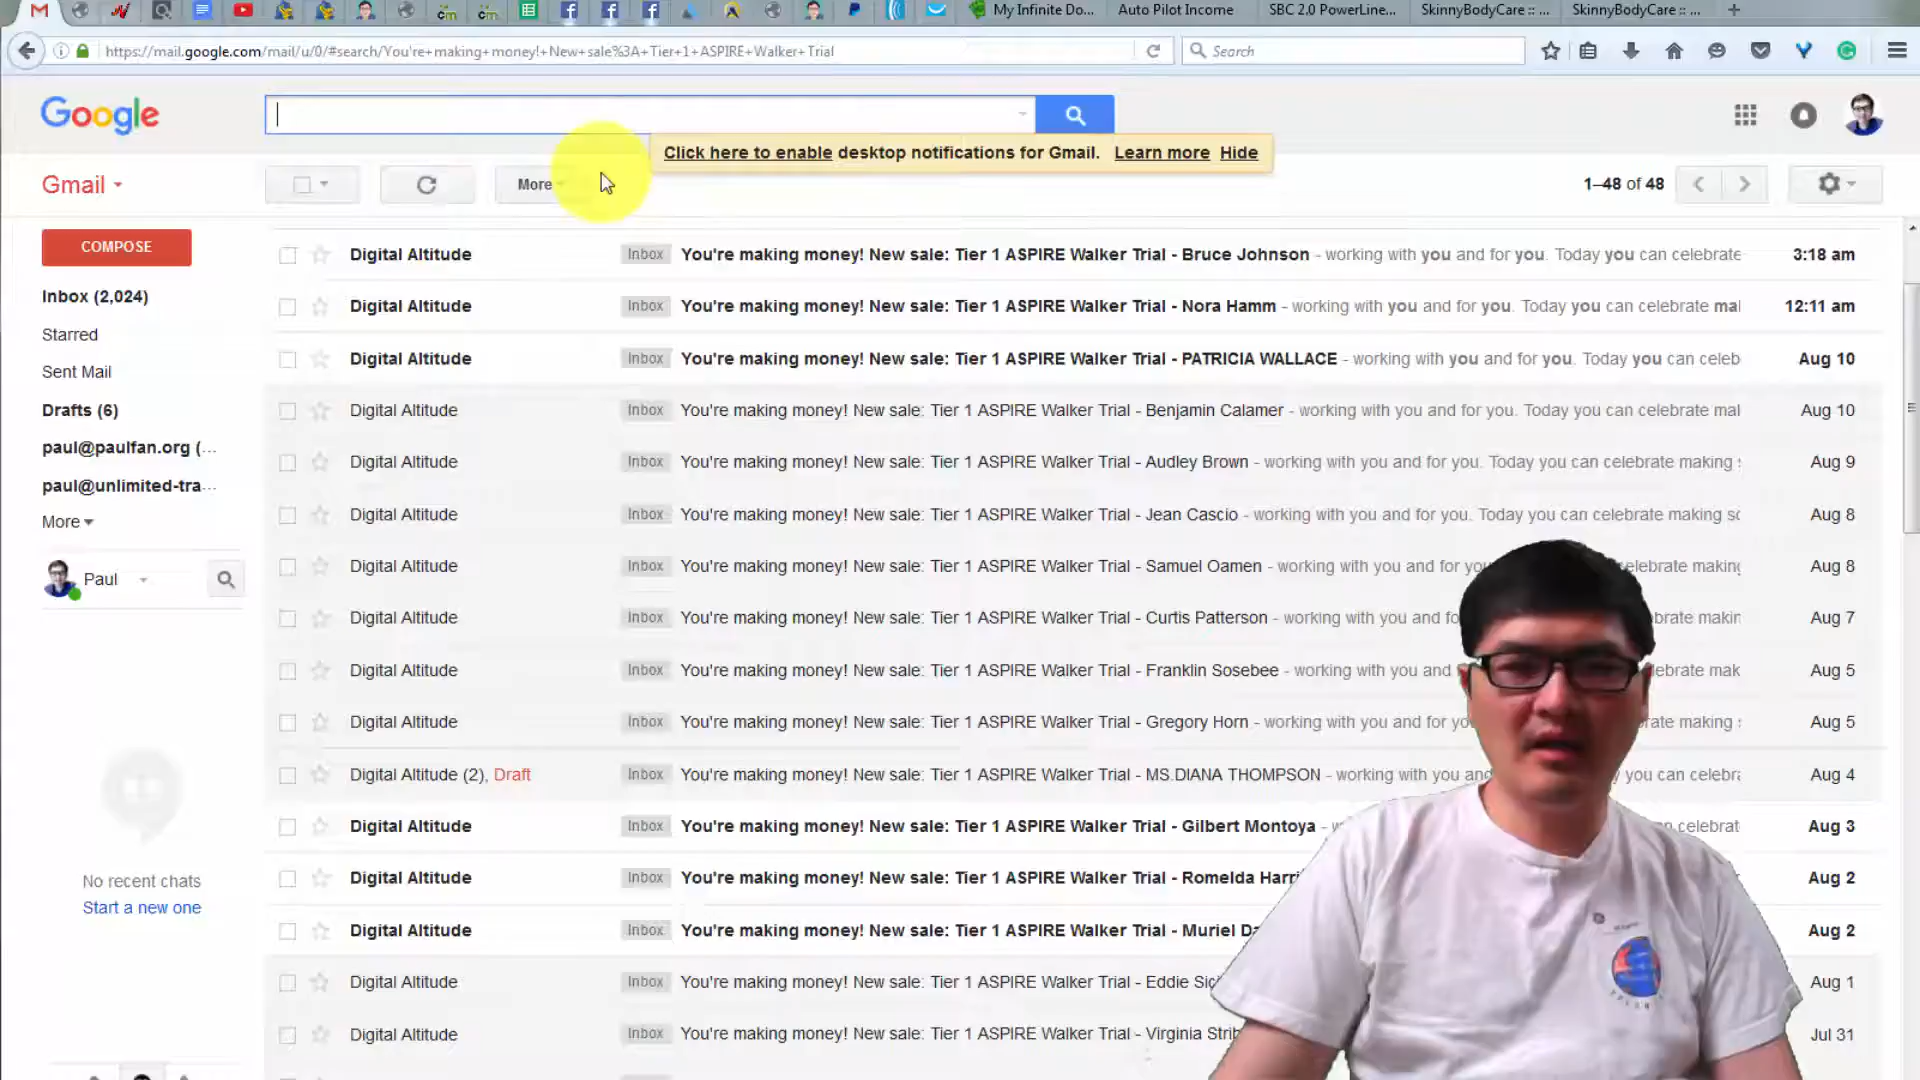 My Infinite Do... Auto Pilot Income SBC 2.0 PowerLine... SkinnyBodyCare :: ... SkinnyBodyCare :: ...
https://mail.google.com/mail/u/0/#search/You're+making+money!+New+sale%3A+Tier+1+ASPIRE+Walker+Trial Search
Google
Click here to enable desktop notifications for Gmail. Learn more Hide
Gmail More 1–48 of 48
COMPOSE
Inbox (2,024)
Starred
Sent Mail
Drafts (6)
paul@paulfan.org (...
paul@unlimited-tra...
More
Paul
No recent chats
Start a new one
Digital Altitude Inbox You're making money! New sale: Tier 1 ASPIRE Walker Trial - Bruce Johnson - working with you and for you. Today you can celebrate 3:18 am
Digital Altitude Inbox You're making money! New sale: Tier 1 ASPIRE Walker Trial - Nora Hamm - working with you and for you. Today you can celebrate mal 12:11 am
Digital Altitude Inbox You're making money! New sale: Tier 1 ASPIRE Walker Trial - PATRICIA WALLACE - working with you and for you. Today you can celeb Aug 10
Digital Altitude Inbox You're making money! New sale: Tier 1 ASPIRE Walker Trial - Benjamin Calamer - working with you and for you. Today you can celebrate mal Aug 10
Digital Altitude Inbox You're making money! New sale: Tier 1 ASPIRE Walker Trial - Audley Brown - working with you and for you. Today you can celebrate making Aug 9
Digital Altitude Inbox You're making money! New sale: Tier 1 ASPIRE Walker Trial - Jean Cascio - working with you and for you. Today you can celebrate making sc Aug 8
Digital Altitude Inbox You're making money! New sale: Tier 1 ASPIRE Walker Trial - Samuel Oamen - working with you and for you elebrate making Aug 8
Digital Altitude Inbox You're making money! New sale: Tier 1 ASPIRE Walker Trial - Curtis Patterson - working with you and for y brate making Aug 7
Digital Altitude Inbox You're making money! New sale: Tier 1 ASPIRE Walker Trial - Franklin Sosebee - working with you and ebrate mak Aug 5
Digital Altitude Inbox You're making money! New sale: Tier 1 ASPIRE Walker Trial - Gregory Horn - working with you and for yo rate making Aug 5
Digital Altitude (2), Draft Inbox You're making money! New sale: Tier 1 ASPIRE Walker Trial - MS.DIANA THOMPSON - working with you and y you can celebra Aug 4
Digital Altitude Inbox You're making money! New sale: Tier 1 ASPIRE Walker Trial - Gilbert Montoya - w celebrat Aug 3
Digital Altitude Inbox You're making money! New sale: Tier 1 ASPIRE Walker Trial - Romelda Harri Aug 2
Digital Altitude Inbox You're making money! New sale: Tier 1 ASPIRE Walker Trial - Muriel Da Aug 2
Digital Altitude Inbox You're making money! New sale: Tier 1 ASPIRE Walker Trial - Eddie Sic Aug 1
Digital Altitude Inbox You're making money! New sale: Tier 1 ASPIRE Walker Trial - Virginia Strib Jul 31